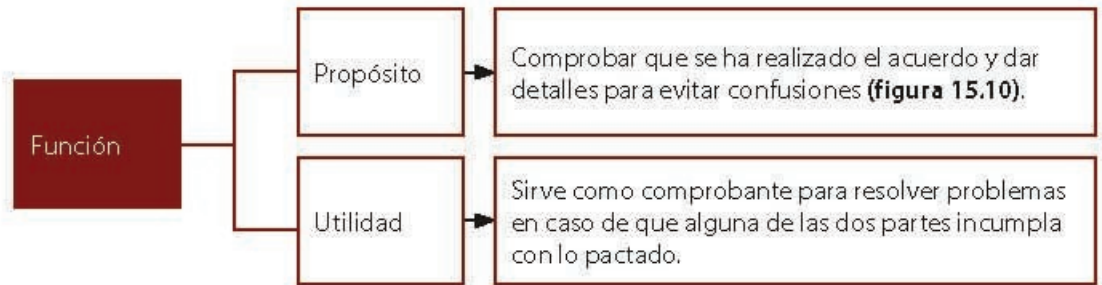 Función
Propósito
Comprobar que se ha realizado el acuerdo y dar
detalles para evitar confusiones (figura 15.10).
Utilidad
Sirve como comprobante para resolver problemas
en caso de que alguna de las dos partes incumpla
con lo pactado.